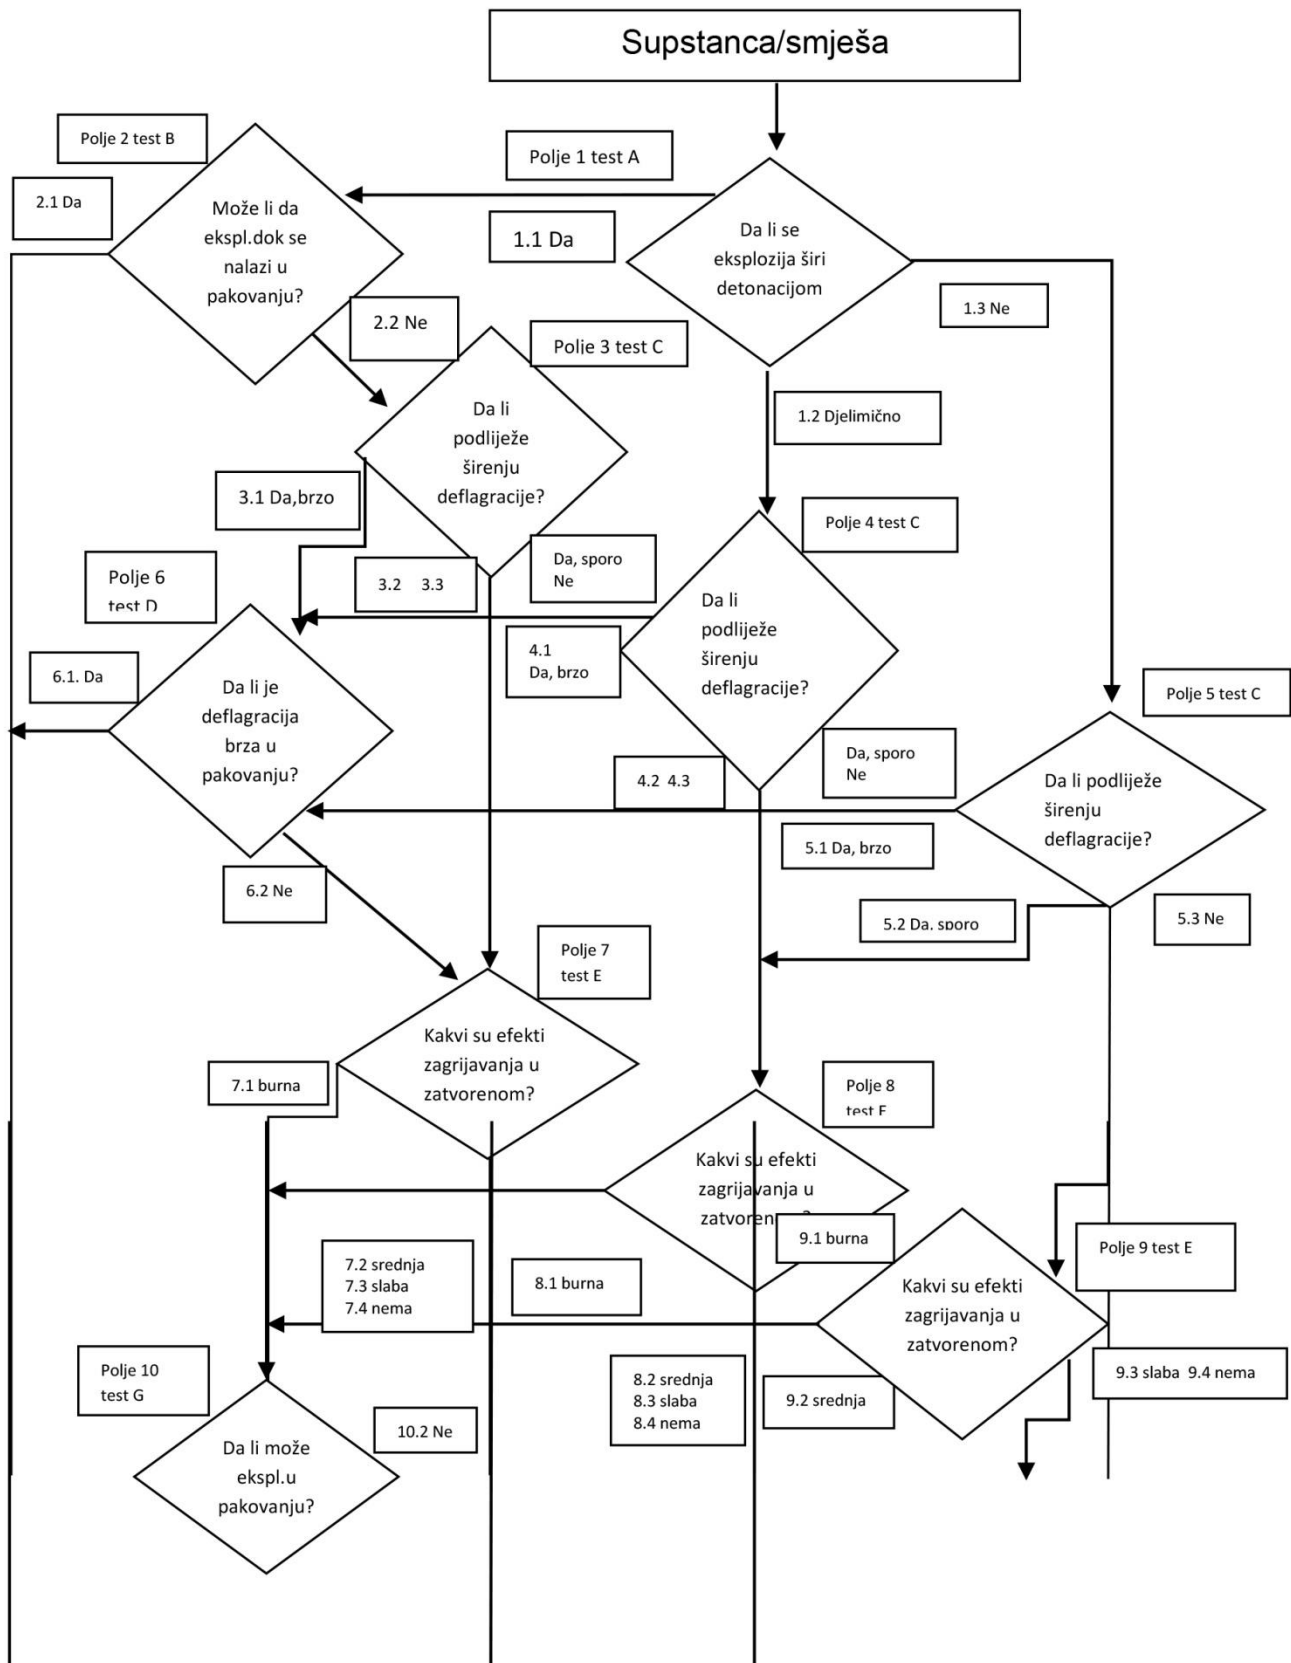 Supstanca/smješa
Polje 2 test B
Polje 1 test A
2.1 Da
Može li da
ekspl.dok se
nalazi u
pakovanju?
1.1 Da
Da li se
eksplozija širi
detonacijom
1.3 Ne
2.2 Ne
Polje 3 test C
1.2 Djelimično
Da li
podliježe
širenju
deflagracije?
3.1 Da,brzo
Polje 4 test C
Da, sporo
Ne
3.2 3.3
Polje 6
test D
Da li
podliježe
širenju
deflagracije?
4.1
Da, brzo
6.1. Da
Da li je
deflagracija
brza u
pakovanju?
Polje 5 test C
Da, sporo
Ne
4.2 4.3
Da li podliježe
širenju
deflagracije?
5.1 Da, brzo
6.2 Ne
5.2 Da, sporo
5.3 Ne
Polje 7
test E
Kakvi su efekti
zagrijavanja u
zatvorenom?
7.1 burna
Polje 8
test E
Kakvi su efekti
zagrijavanja u
zatvorenom?
9.1 burna
Polje 9 test E
7.2 srednja
7.3 slaba
7.4 nema
8.1 burna
Kakvi su efekti
zagrijavanja u
zatvorenom?
Polje 10
test G
8.2 srednja
8.3 slaba
8.4 nema
9.2 srednja
9.3 slaba 9.4 nema
10.2 Ne
Da li može
ekspl.u
pakovanju?